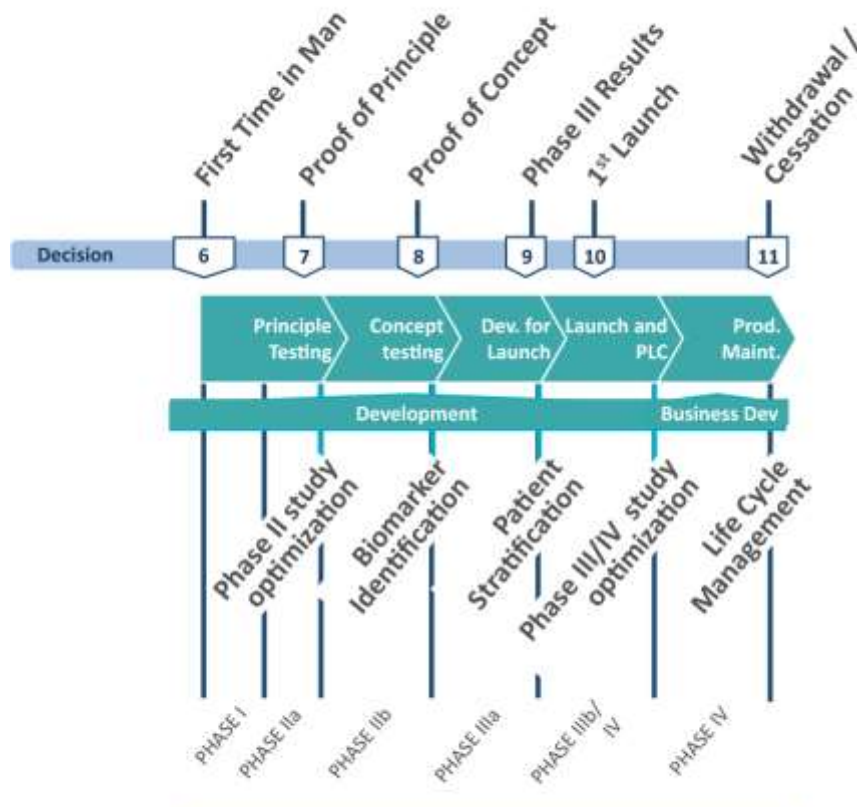 First Time in Man
Proof of Principle
Proof of Concept
Phase III Results
1st Launch
Withdrawal /
Cessation
Decision
6
7
8
9
10
11
Principle
Testing
Concept
testing
Dev. for
Launch
Launch and
PLC
Prod.
Maint.
Development
Business Dev
Phase II study
optimization
Biomarker
Identification
Patient
Stratification
Phase III/IV study
optimization
Life Cycle
Management
PHASE I
PHASE IIa
PHASE IIb
PHASE IIIa
PHASE IIIb/
IV
PHASE IV